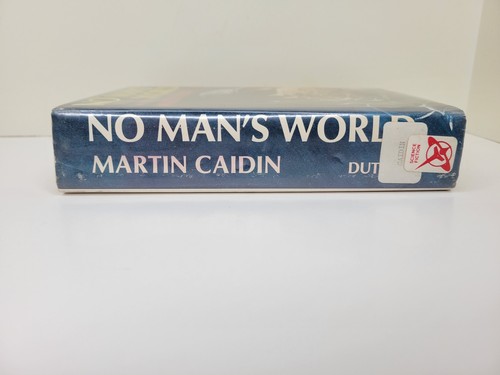 NO MAN'S WORLD
MARTIN CAIDIN
DUT
SCIENCE
FICTION